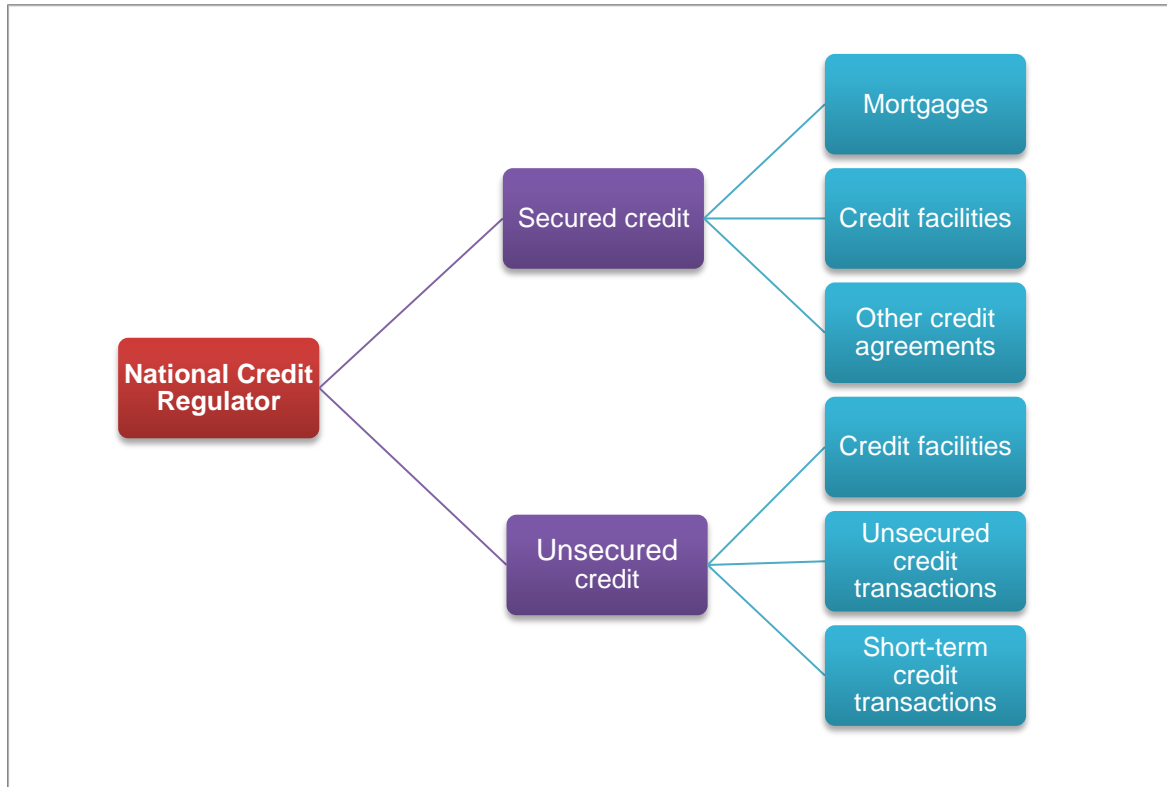 National Credit
Regulator
Secured credit
Mortgages
Credit facilities
Other credit
agreements
Unsecured
credit
Credit facilities
Unsecured
credit
transactions
Short-term
credit
transactions